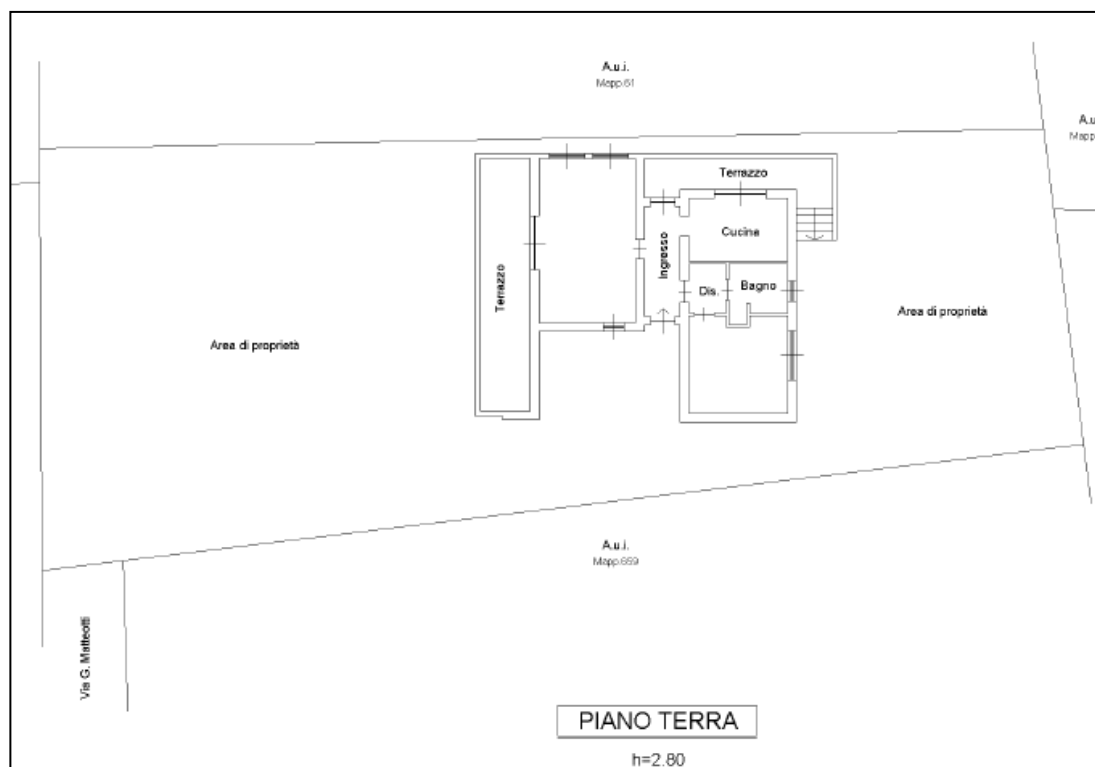 A.u.i.
Mapp.61
A.u
Mapp
Terrazzo
Cucina
Ingresso
Terrazzo
Dis.
Bagno
Area di proprietà
Area di proprietà
A.u.i.
Mapp.659
Via G. Matteotti
PIANO TERRA
h=2.80